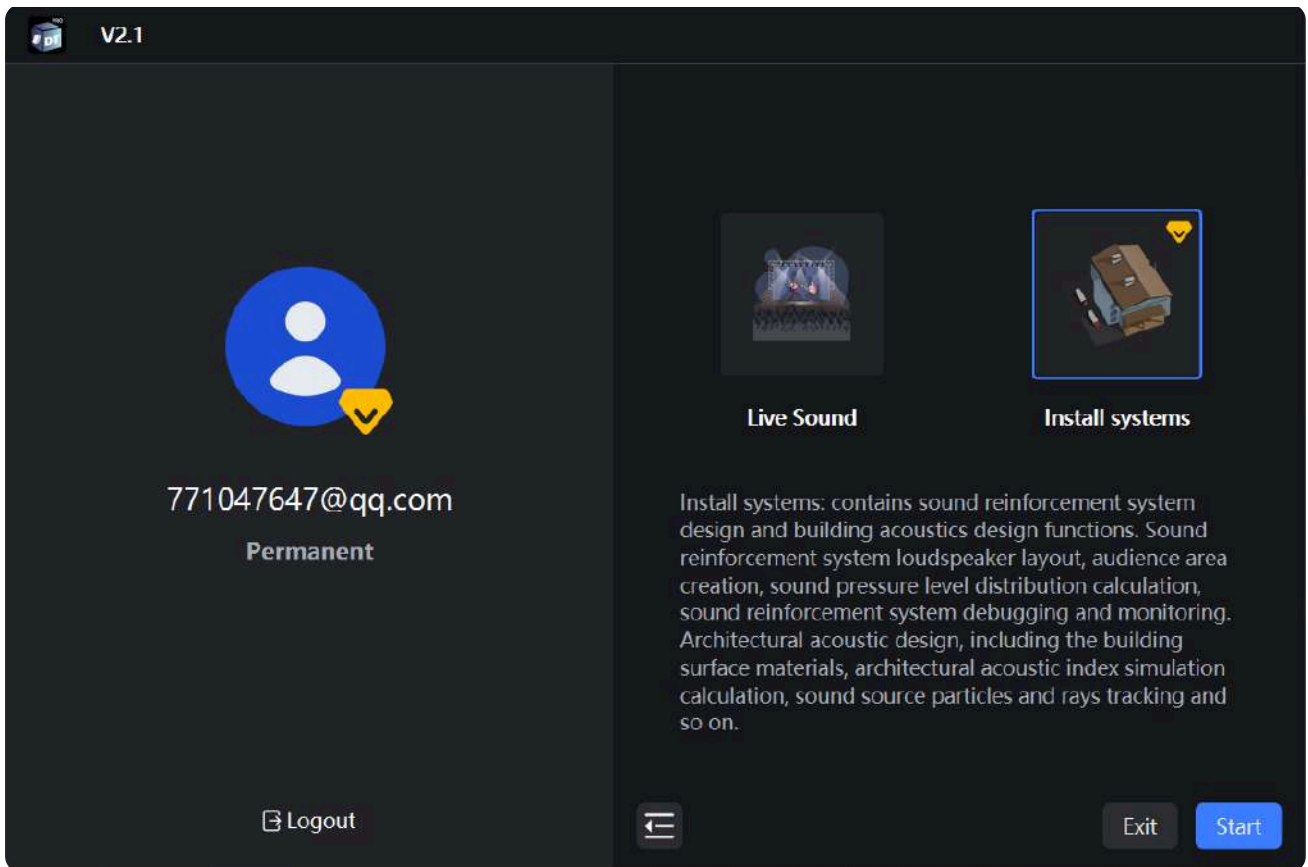 PRO
DT
V2.1
771047647@qq.com
Permanent
Logout
Live Sound
Install systems
Install systems: contains sound reinforcement system
design and building acoustics design functions. Sound
reinforcement system loudspeaker layout, audience area
creation, sound pressure level distribution calculation,
sound reinforcement system debugging and monitoring.
Architectural acoustic design, including the building
surface materials, architectural acoustic index simulation
calculation, sound source particles and rays tracking and
so on.
Exit
Start